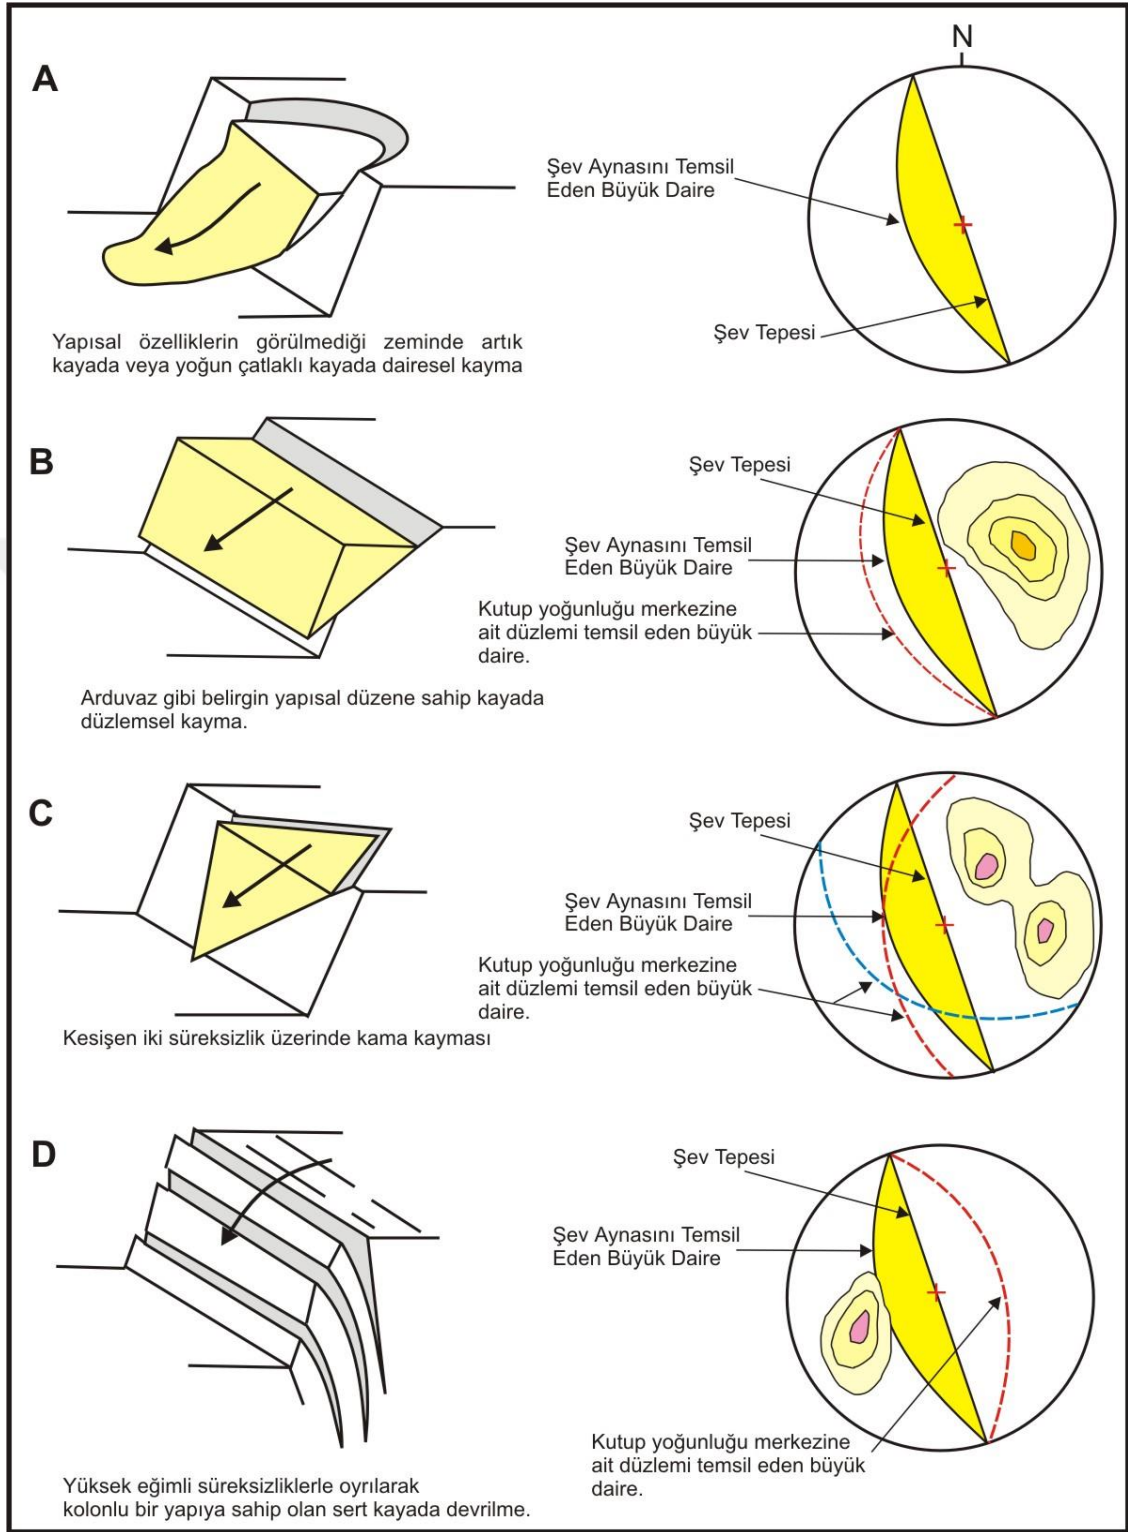 N
A
Şev Aynasını Temsil
Eden Büyük Daire
Şev Tepesi
Yapısal özelliklerin görülmediği zeminde artık
kayada veya yoğun çatlaklı kayada dairesel kayma
B
Şev Tepesi
Şev Aynasını Temsil
Eden Büyük Daire
Kutup yoğunluğu merkezine
ait düzlemi temsil eden büyük
daire.
Arduvaz gibi belirgin yapısal düzene sahip kayada
düzlemsel kayma.
C
Şev Tepesi
Şev Aynasını Temsil
Eden Büyük Daire
Kutup yoğunluğu merkezine
ait düzlemi temsil eden büyük
daire.
Kesişen iki süreksizlik üzerinde kama kayması
D
Şev Tepesi
Şev Aynasını Temsil
Eden Büyük Daire
Kutup yoğunluğu merkezine
ait düzlemi temsil eden büyük
daire.
Yüksek eğimli süreksizliklerle oyrılarak
kolonlu bir yapıya sahip olan sert kayada devrilme.